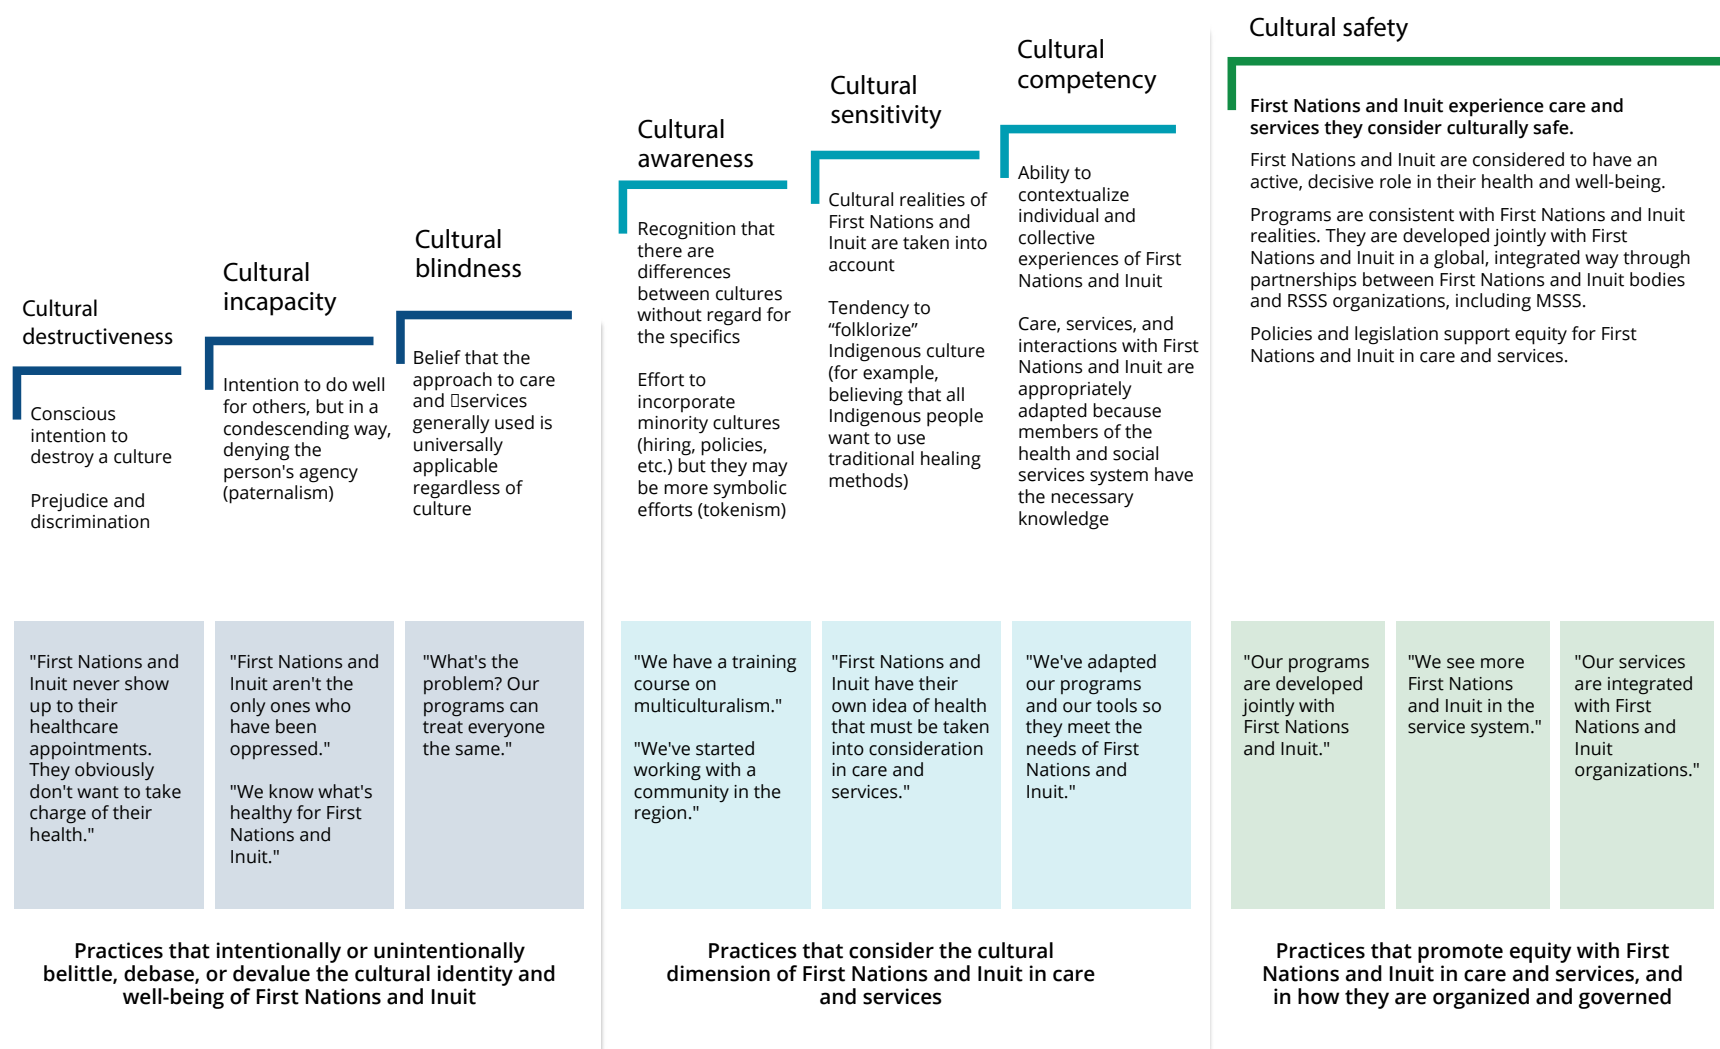 Cultural
destructiveness
Conscious
intention to
destroy a culture
Prejudice and
discrimination
Cultural
incapacity
Intention to do well
for others, but in a
condescending way,
denying the
person's agency
(paternalism)
Cultural
blindness
Belief that the
approach to care
and services
generally used is
universally
applicable
regardless of
culture
Cultural
awareness
Recognition that
there are
differences
between cultures
without regard for
the specifics
Effort to
incorporate
minority cultures
(hiring, policies,
etc.) but they may
be more symbolic
efforts (tokenism)
Cultural
sensitivity
Cultural realities of
First Nations and
Inuit are taken into
account
Tendency to
“folklorize”
Indigenous culture
(for example,
believing that all
Indigenous people
want to use
traditional healing
methods)
Cultural
competency
Ability to
contextualize
individual and
collective
experiences of First
Nations and Inuit
Care, services, and
interactions with First
Nations and Inuit are
appropriately
adapted because
members of the
health and social
services system have
the necessary
knowledge
Cultural safety
First Nations and Inuit experience care and
services they consider culturally safe.
First Nations and Inuit are considered to have an
active, decisive role in their health and well-being.
Programs are consistent with First Nations and Inuit
realities. They are developed jointly with First
Nations and Inuit in a global, integrated way through
partnerships between First Nations and Inuit bodies
and RSSS organizations, including MSSS.
Policies and legislation support equity for First
Nations and Inuit in care and services.
"First Nations and
Inuit never show
up to their
healthcare
appointments.
They obviously
don't want to take
charge of their
health."
"First Nations and
Inuit aren't the
only ones who
have been
oppressed."
"We know what's
healthy for First
Nations and
Inuit."
"What's the
problem? Our
programs can
treat everyone
the same."
"We have a training
course on
multiculturalism."
"We've started
working with a
community in the
region."
"First Nations and
Inuit have their
own idea of health
that must be taken
into consideration
in care and
services."
"We've adapted
our programs
and our tools so
they meet the
needs of First
Nations and
Inuit."
"Our programs
are developed
jointly with
First Nations
and Inuit."
"We see more
First Nations
and Inuit in the
service system."
"Our services
are integrated
with First
Nations and
Inuit
organizations."
Practices that intentionally or unintentionally
belittle, debase, or devalue the cultural identity and
well-being of First Nations and Inuit
Practices that consider the cultural
dimension of First Nations and Inuit in care
and services
Practices that promote equity with First
Nations and Inuit in care and services, and
in how they are organized and governed